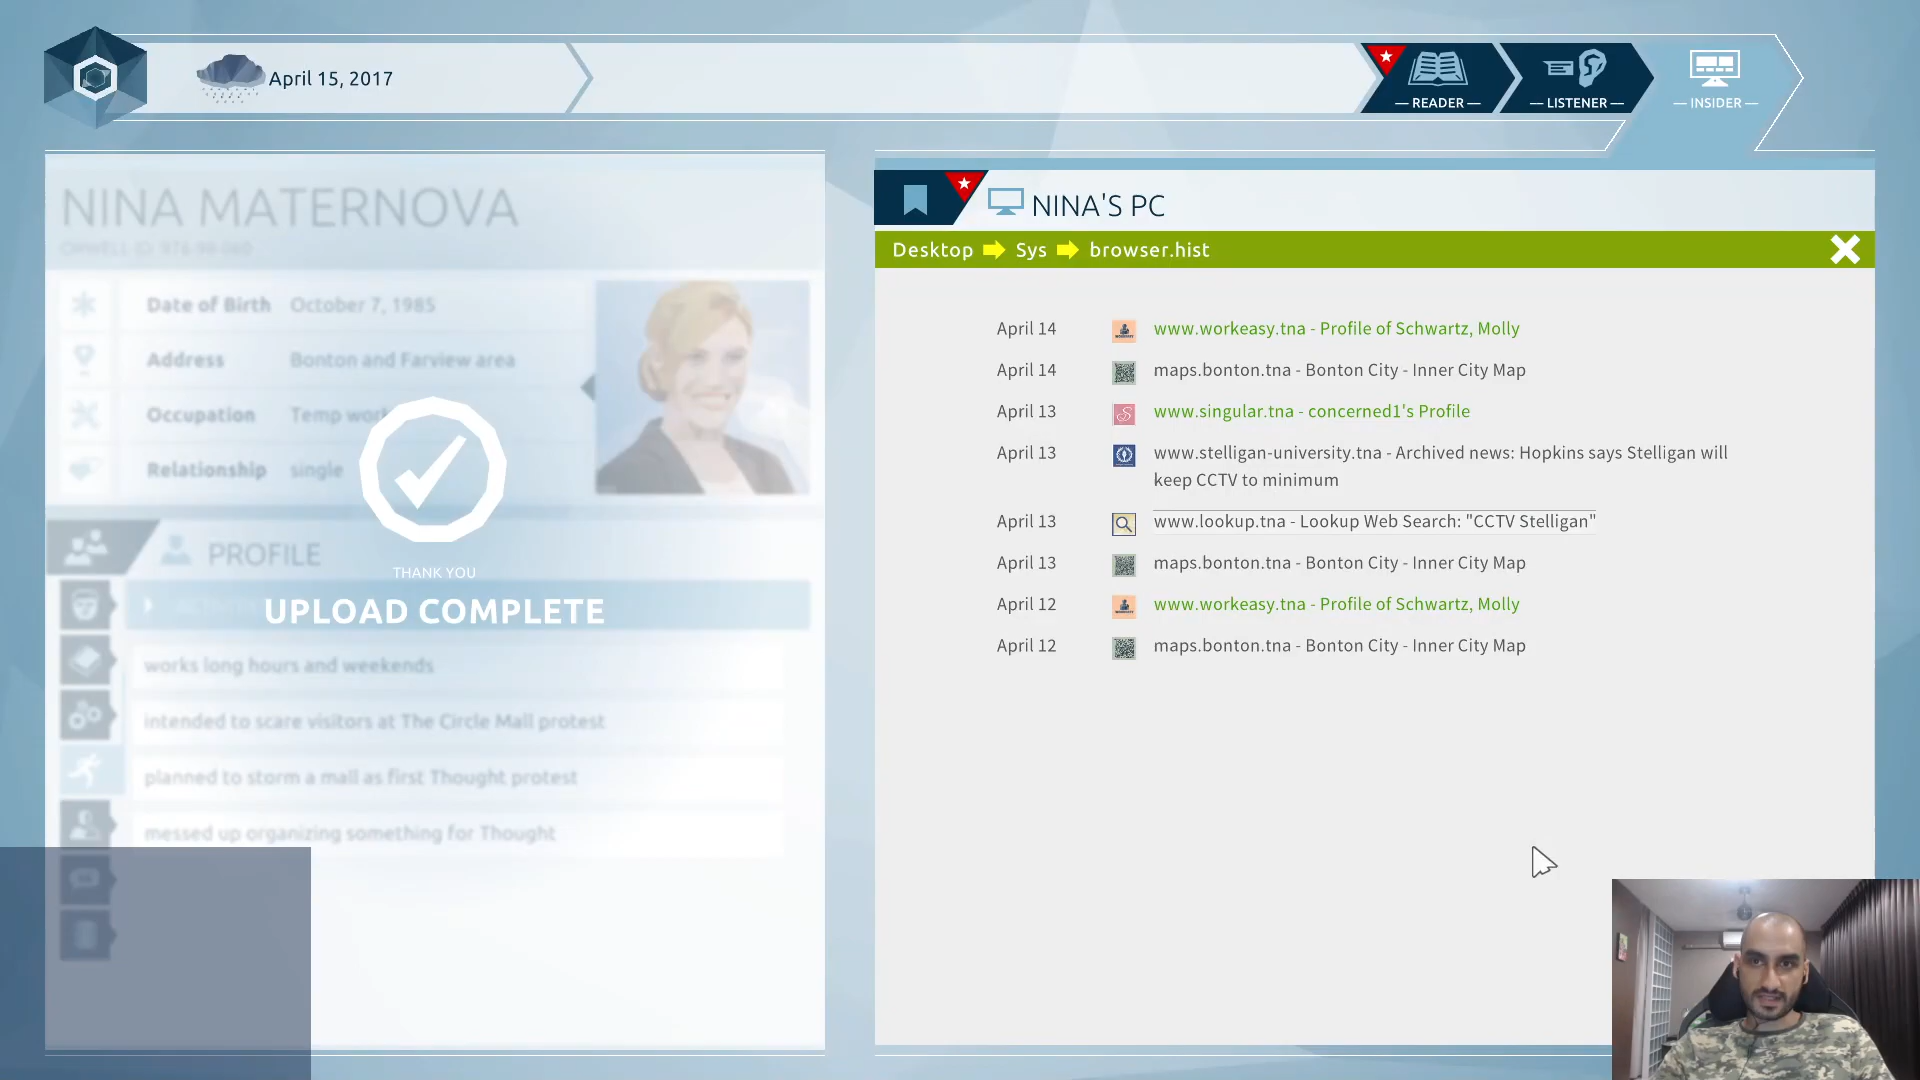 April 15, 2017
READER
LISTENER
INSIDER
NINA MATERNOVA
Date of Birth October 7, 1985
Address Bonton and Farview area
Occupation Temp
Relationship single
PROFILE
THANK YOU
UPLOAD COMPLETE
works long hours and weekends
intended to scare visitors at The Circle Mall protest
planned to storm a mall as first Thought protest
messed up organizing something for Thought
NINA'S PC
Desktop Sys browser.hist
April 14 www.workeasy.tna - Profile of Schwartz, Molly
April 14 maps.bonton.tna - Bonton City - Inner City Map
April 13 www.singular.tna - concerned1's Profile
April 13 www.stelligan-university.tna - Archived news: Hopkins says Stelligan will
keep CCTV to minimum
April 13 www.lookup.tna - Lookup Web Search: "CCTV Stelligan"
April 13 maps.bonton.tna - Bonton City - Inner City Map
April 12 www.workeasy.tna - Profile of Schwartz, Molly
April 12 maps.bonton.tna - Bonton City - Inner City Map